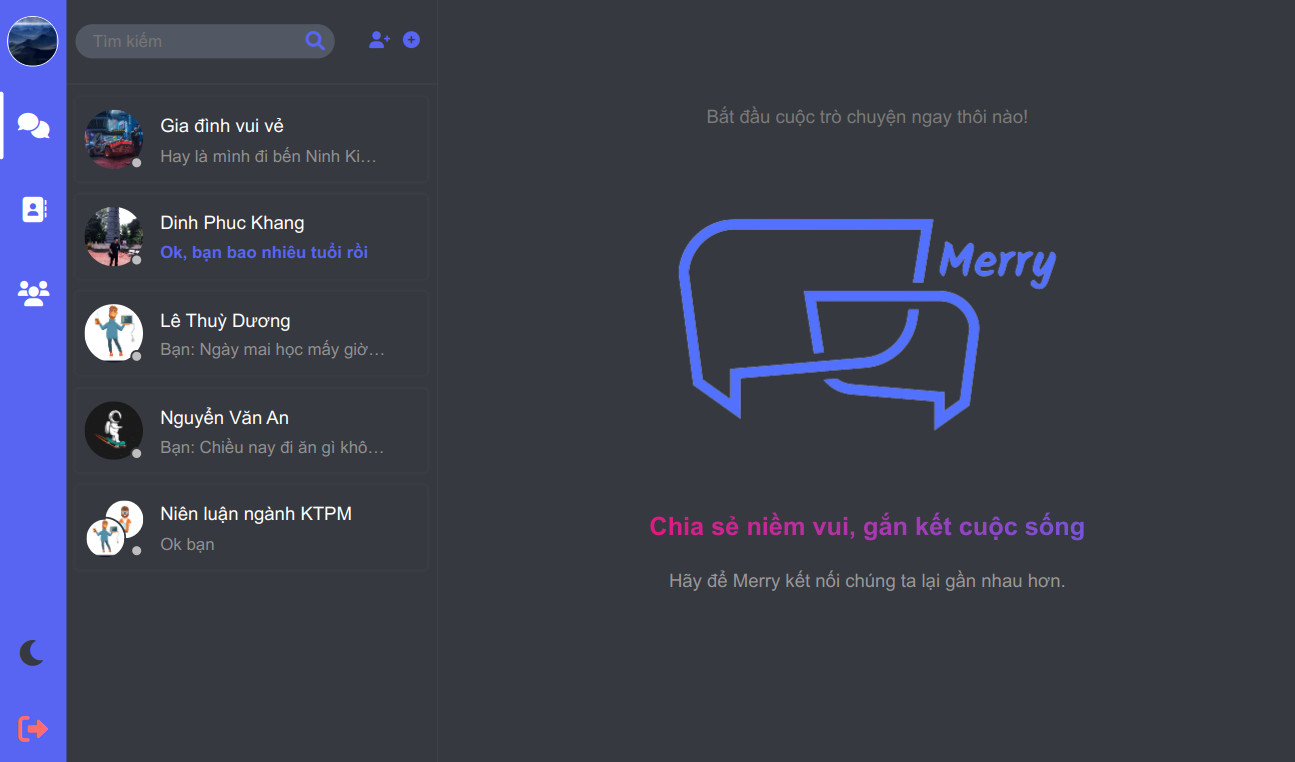 Tìm kiếm
Gia đình vui vẻ
Hay là mình đi bến Ninh Ki…
Dinh Phuc Khang
Ok, bạn bao nhiêu tuổi rồi
Lê Thuỳ Dương
Bạn: Ngày mai học mấy giờ…
Nguyển Văn An
Bạn: Chiều nay đi ăn gì khô…
Niên luận ngành KTPM
Ok bạn
Bắt đầu cuộc trò chuyện ngay thôi nào!
Merry
Chia sẻ niềm vui, gắn kết cuộc sống
Hãy để Merry kết nối chúng ta lại gần nhau hơn.